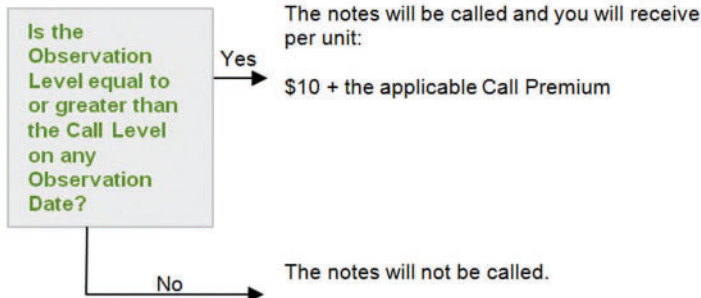 Is the
Observation
Level equal to
or greater than
the Call Level
on any
Observation
Date?
Yes
The notes will be called and you will receive
per unit:
$10 + the applicable Call Premium
No
The notes will not be called.